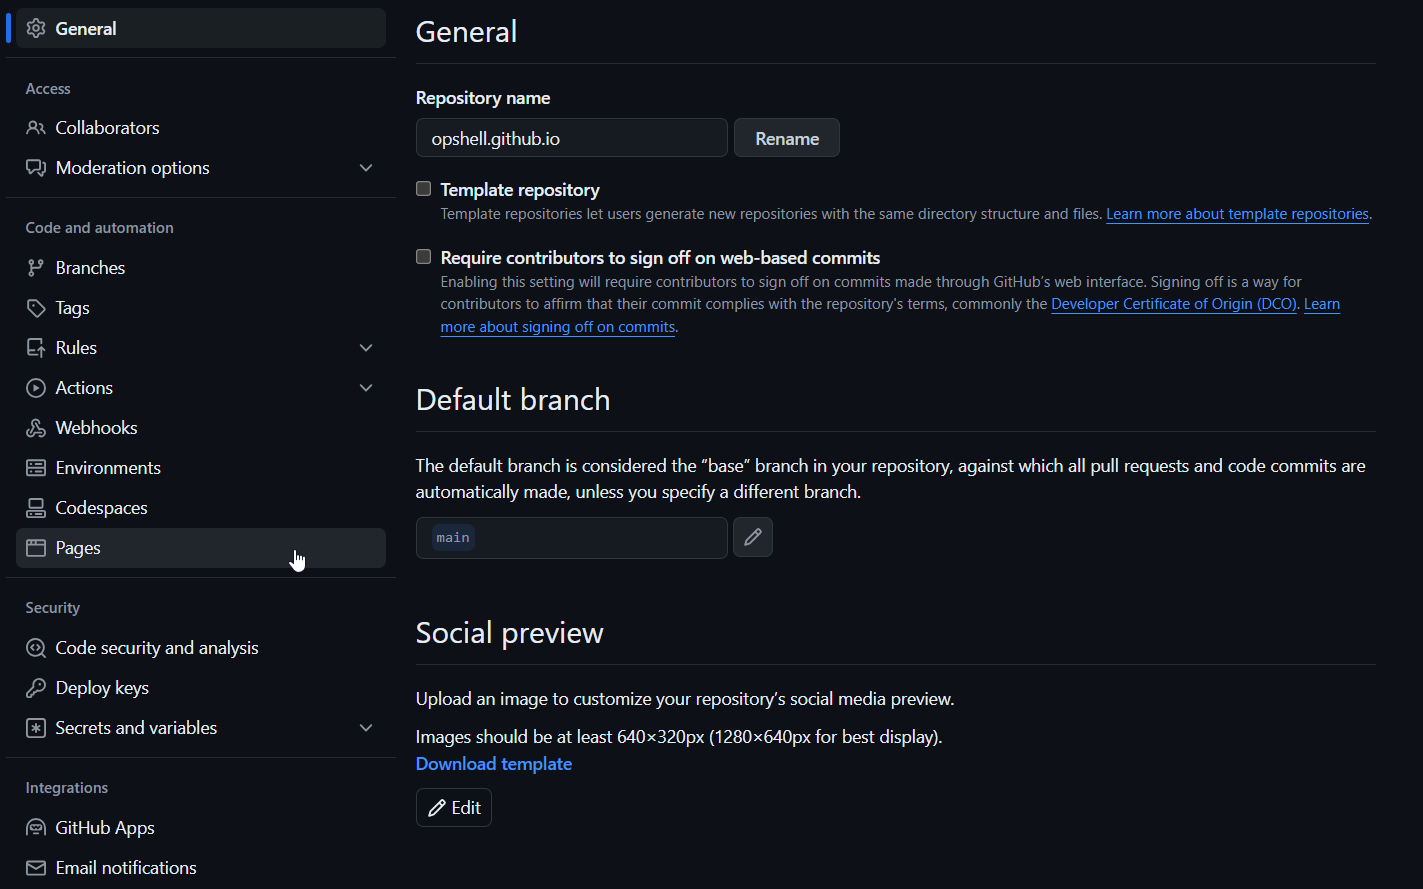 General
Access
Collaborators
Moderation options
Code and automation
Branches
Tags
Rules
Actions
Webhooks
Environments
Codespaces
Pages
Security
Code security and analysis
Deploy keys
Secrets and variables
Integrations
GitHub Apps
Email notifications
General
Repository name
opshell.github.io
Rename
Template repository
Template repositories let users generate new repositories with the same directory structure and files. Learn more about template repositories.
Require contributors to sign off on web-based commits
Enabling this setting will require contributors to sign off on commits made through GitHub's web interface. Signing off is a way for
contributors to affirm that their commit complies with the repository's terms, commonly the Developer Certificate of Origin (DCO). Learn
more about signing off on commits.
Default branch
The default branch is considered the “base” branch in your repository, against which all pull requests and code commits are
automatically made, unless you specify a different branch.
main
Social preview
Upload an image to customize your repository's social media preview.
Images should be at least 640×320px (1280×640px for best display).
Download template
Edit